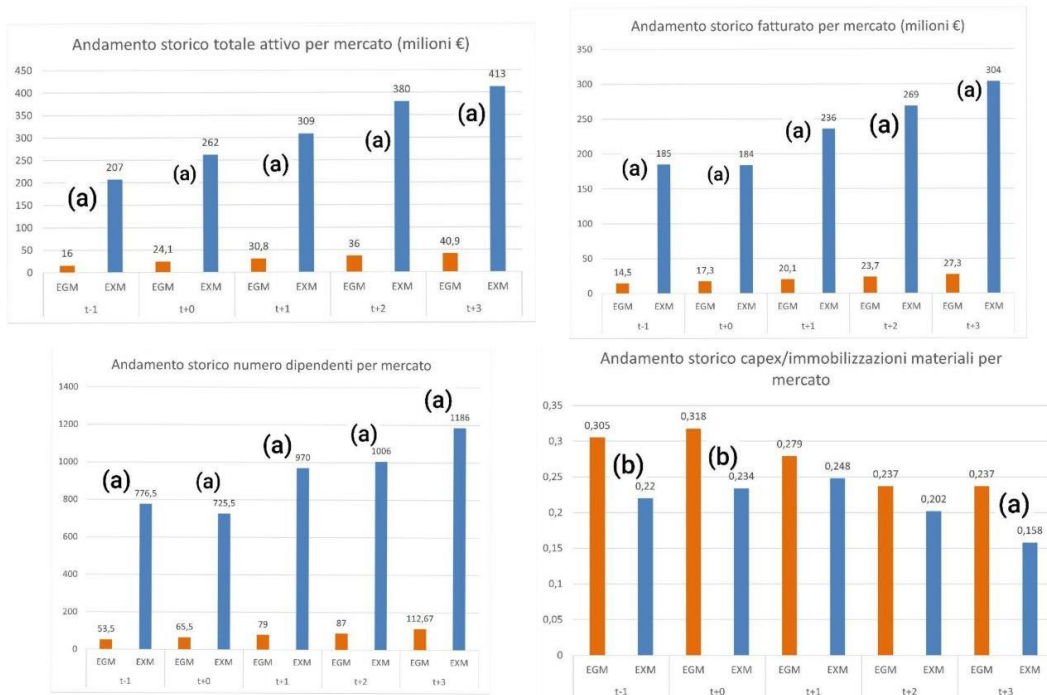 Andamento storico totale attivo per mercato (milioni €)
450
400
350
300
250
200
150
100
50
0
(a)
(a)
(a)
(a)
(a)
16
207
24,1
262
30,8
309
36
380
40,9
413
EGM EXM EGM EXM EGM EXM EGM EXM EGM EXM
t-1 t+0 t+1 t+2 t+3
Andamento storico fatturato per mercato (milioni €)
350
300
250
200
150
100
50
0
(a)
(a)
(a)
(a)
(a)
14,5
185
17,3
184
20,1
236
23,7
269
27,3
304
EGM EXM EGM EXM EGM EXM EGM EXM EGM EXM
t-1 t+0 t+1 t+2 t+3
Andamento storico numero dipendenti per mercato
1400
1200
1000
800
600
400
200
0
(a)
(a)
(a)
(a)
(a)
53,5
776,5
65,5
725,5
79
970
87
1006
112,67
1186
EGM EXM EGM EXM EGM EXM EGM EXM EGM EXM
t-1 t+0 t+1 t+2 t+3
Andamento storico capex/immobilizzazioni materiali per
mercato
0,35
0,3
0,25
0,2
0,15
0,1
0,05
0
(b)
(b)
(a)
0,305
0,22
0,318
0,234
0,279
0,248
0,237
0,202
0,237
0,158
EGM EXM EGM EXM EGM EXM EGM EXM EGM EXM
t-1 t+0 t+1 t+2 t+3